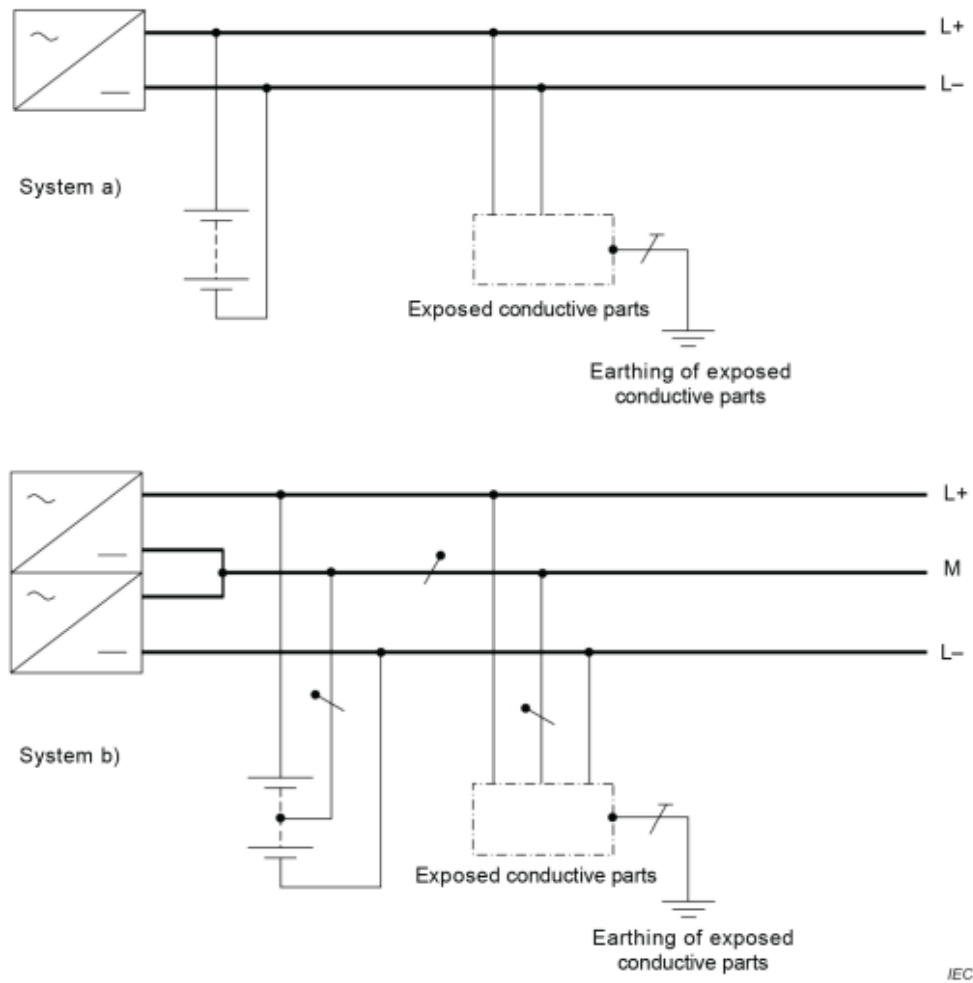 L+
L–
System a)
Exposed conductive parts
Earthing of exposed
conductive parts
L+
M
L–
System b)
Exposed conductive parts
Earthing of exposed
conductive parts
IEC